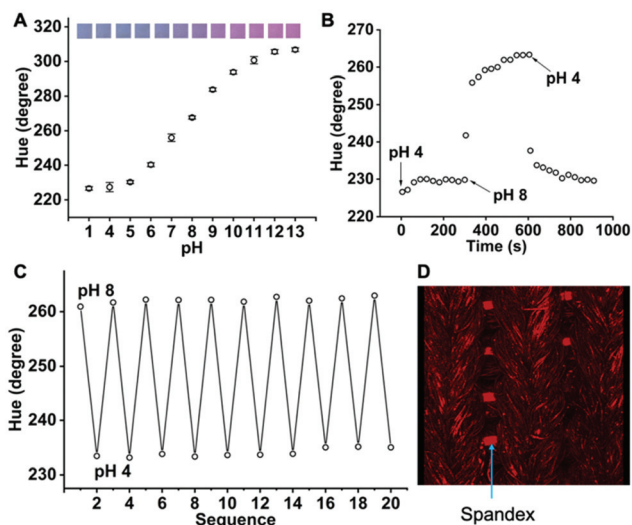 A
320
300
280
260
240
220
Hue (degree)
1 4 5 6 7 8 9 10 11 12 13
pH
B
270
260
250
240
230
220
Hue (degree)
pH 4
pH 8
pH 4
0 200 400 600 800 1000
Time (s)
C
260
250
240
230
Hue (degree)
pH 8
pH 4
2 4 6 8 10 12 14 16 18 20
Sequence
D
Spandex